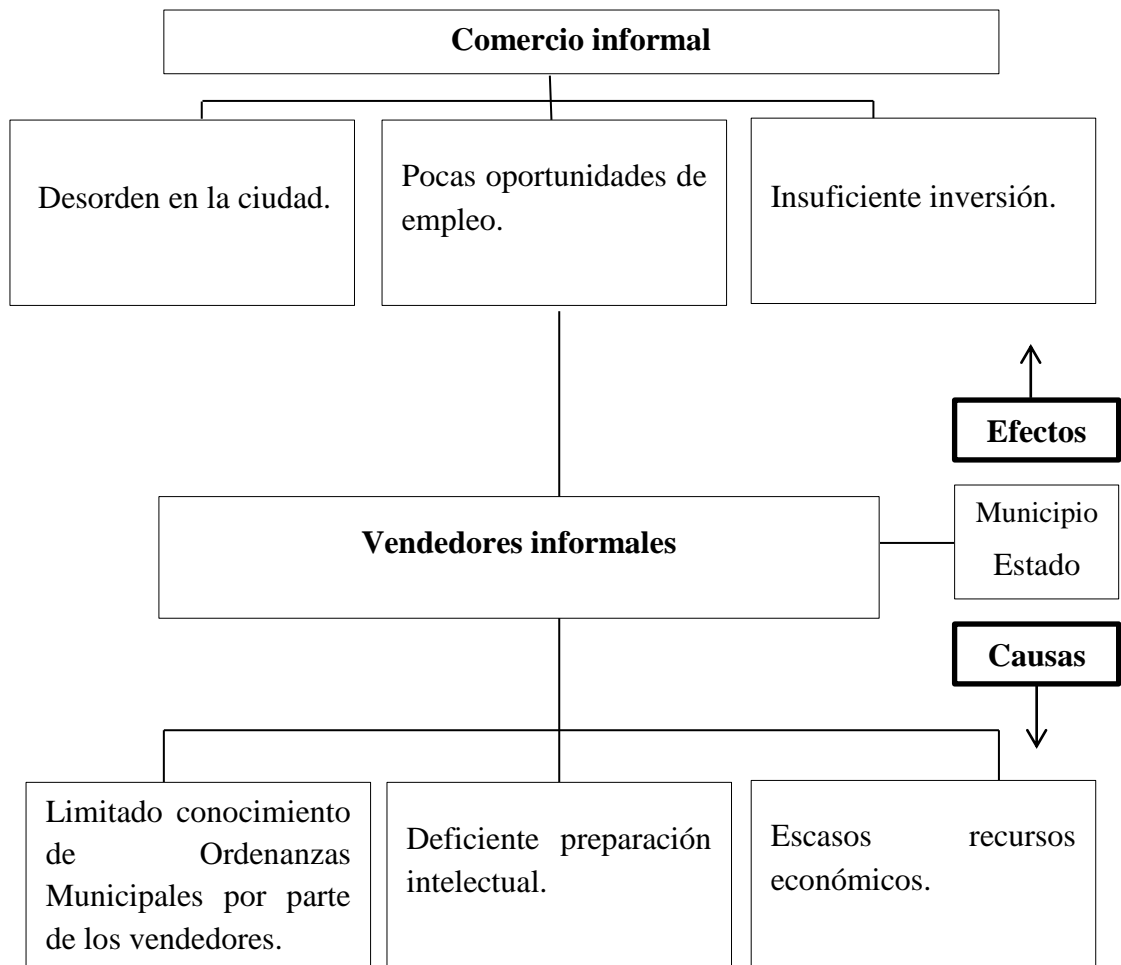 Comercio informal
Desorden en la ciudad.
Pocas oportunidades de
empleo.
Insuficiente inversión.
Efectos
Vendedores informales
Municipio
Estado
Causas
Limitado conocimiento
de Ordenanzas
Municipales por parte
de los vendedores.
Deficiente preparación
intelectual.
Escasos recursos
económicos.